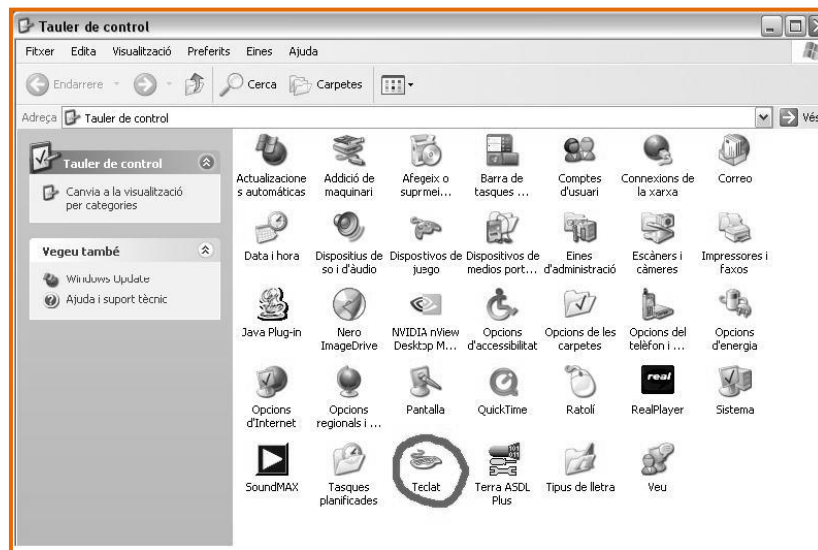 Tauler de control
Fitxer Edita Visualització Preferits Eines Ajuda
Endarrere Cerca Carpetes
Adreça Tauler de control Vés
Tauler de control
Canvia a la visualització
per categories
Vegeu també
Windows Update
Ajuda i suport tècnic
Actualizacione
s automáticas
Addició de
maquinari
Afegeix o
suprmei...
Barra de
tasques ...
Comptes
d'usuari
Connexions de
la xarxa
Correo
Data i hora
Dispositius de
so i d'àudio
Dispostivos de
juego
Dispositivos de
medios port...
Eines
d'administració
Escàners i
càmeres
Impressores i
faxos
Java Plug-in
Nero
ImageDrive
NVIDIA nView
Desktop M...
Opcions
d'accessibilitat
Opcions de les
carpetes
Opcions del
telèfon i ...
Opcions
d'energia
Opcions
d'Internet
Opcions
regionals i ...
Pantalla
QuickTime
Ratolí
real
RealPlayer
Sistema
SoundMAX
Tasques
planificades
Teclat
Terra ASDL
Plus
Tipus de lletra
Veu